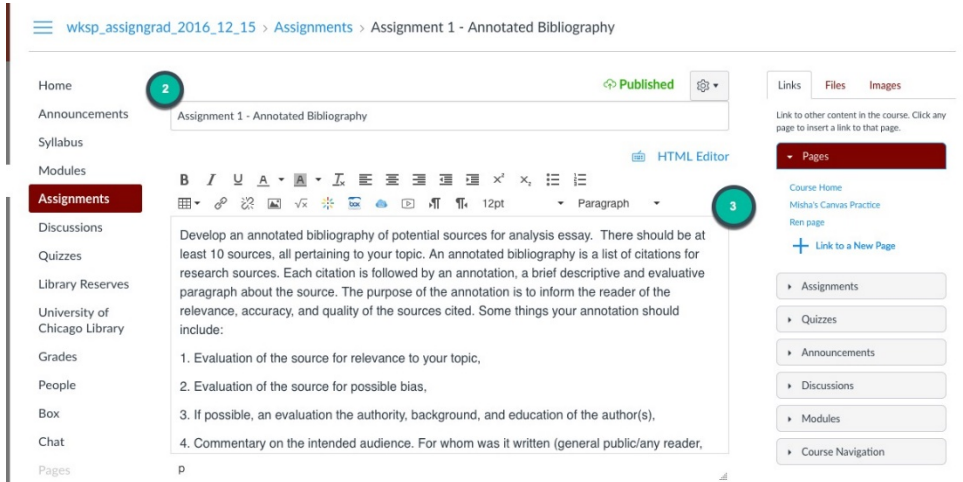 wksp_assigngrad_2016_12_15 > Assignments > Assignment 1 - Annotated Bibliography
Home
Announcements
Syllabus
Modules
Assignments
Discussions
Quizzes
Library Reserves
University of
Chicago Library
Grades
People
Box
Chat
Pages
2
Published
Assignment 1 - Annotated Bibliography
HTML Editor
B I U A A Ix x² x₂
box √x 12pt Paragraph
3
Develop an annotated bibliography of potential sources for analysis essay. There should be at
least 10 sources, all pertaining to your topic. An annotated bibliography is a list of citations for
research sources. Each citation is followed by an annotation, a brief descriptive and evaluative
paragraph about the source. The purpose of the annotation is to inform the reader of the
relevance, accuracy, and quality of the sources cited. Some things your annotation should
include:
1. Evaluation of the source for relevance to your topic,
2. Evaluation of the source for possible bias,
3. If possible, an evaluation the authority, background, and education of the author(s),
4. Commentary on the intended audience. For whom was it written (general public/any reader,
p
Links Files Images
Link to other content in the course. Click any
page to insert a link to that page.
Pages
Course Home
Misha's Canvas Practice
Ren page
Link to a New Page
Assignments
Quizzes
Announcements
Discussions
Modules
Course Navigation